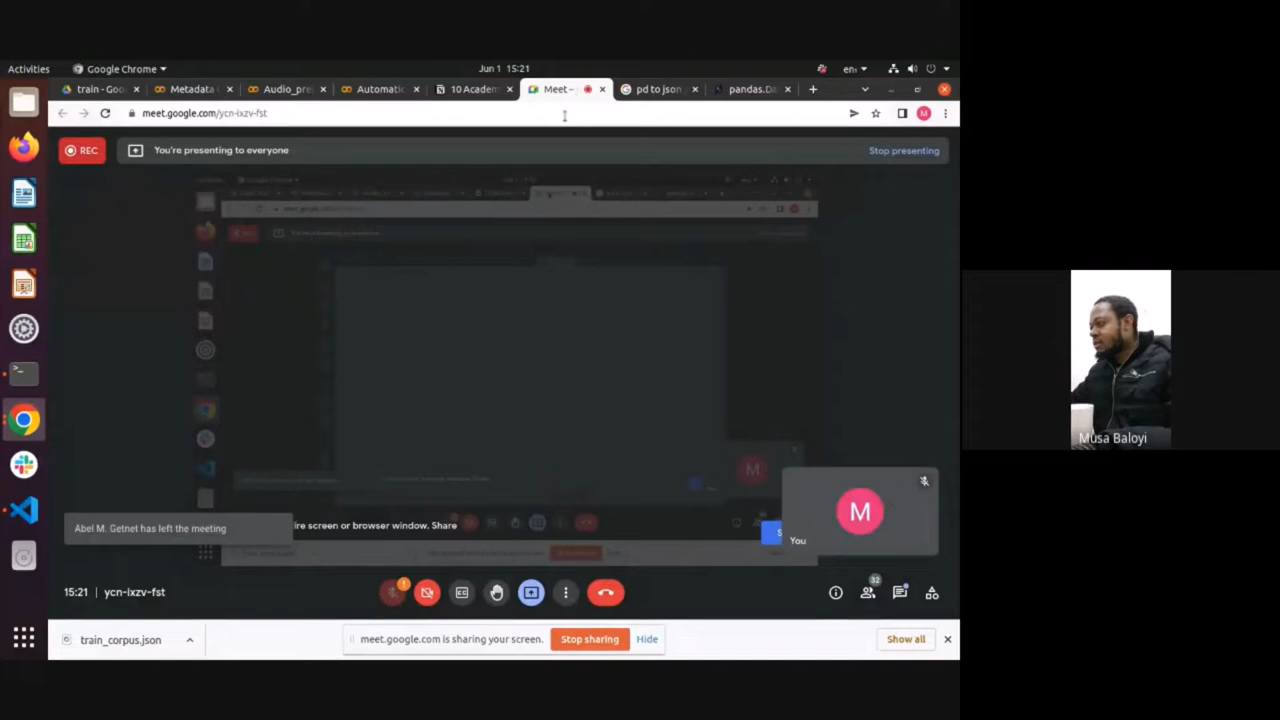 Activities
Google Chrome
Jun 1 15:21
en
train - Goo
Metadata
Audio_pre
Automatic
10 Academ
Meet –
pd to json
pandas.Da
meet.google.com/ycn-ixzv-fst
REC
You're presenting to everyone
Stop presenting
M
M
You
Abel M. Getnet has left the meeting
ire screen or browser window. Share
S
15:21
ycn-ixzv-fst
32
train_corpus.json
meet.google.com is sharing your screen.
Stop sharing
Hide
Show all
Musa Baloyi